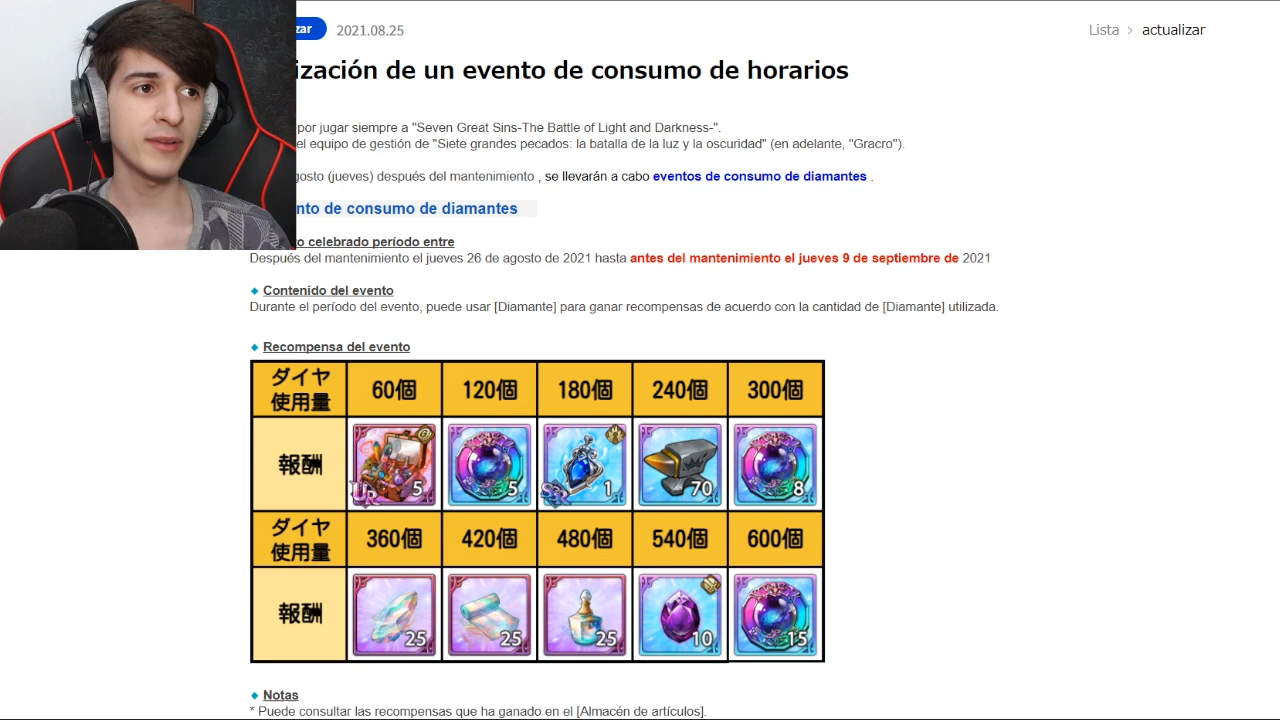 zar 2021.08.25 Lista > actualizar
ización de un evento de consumo de horarios
por jugar siempre a "Seven Great Sins-The Battle of Light and Darkness-".
el equipo de gestión de "Siete grandes pecados: la batalla de la luz y la oscuridad" (en adelante, "Gracro").
gosto (jueves) después del mantenimiento , se llevarán a cabo eventos de consumo de diamantes .
nto de consumo de diamantes
o celebrado período entre
Después del mantenimiento el jueves 26 de agosto de 2021 hasta antes del mantenimiento el jueves 9 de septiembre de 2021
Contenido del evento
Durante el período del evento, puede usar [Diamante] para ganar recompensas de acuerdo con la cantidad de [Diamante] utilizada.
Recompensa del evento
ダイヤ
使用量 60個 120個 180個 240個 300個
報酬 UR 5 5 SSR 1 70 8
ダイヤ
使用量 360個 420個 480個 540個 600個
報酬 25 25 25 10 15
Notas
* Puede consultar las recompensas que ha ganado en el [Almacén de artículos].